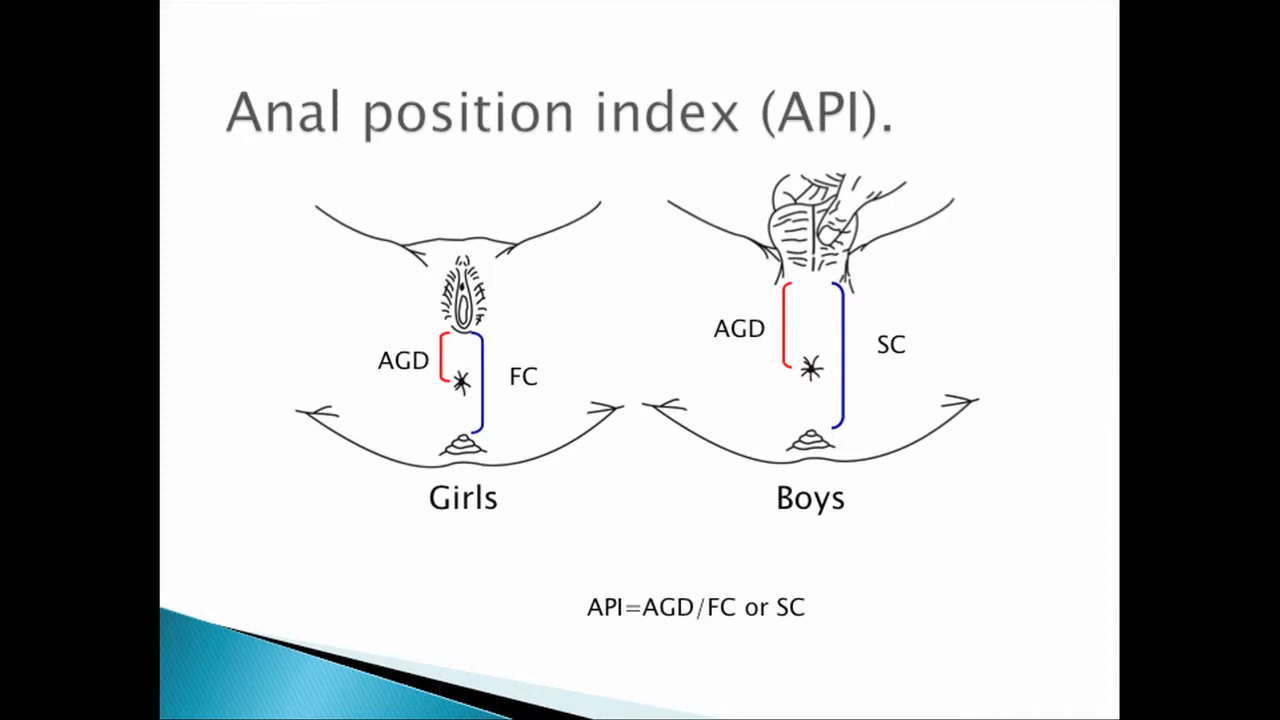 Anal position index (API).
AGD
FC
Girls
AGD
SC
Boys
API=AGD/FC or SC